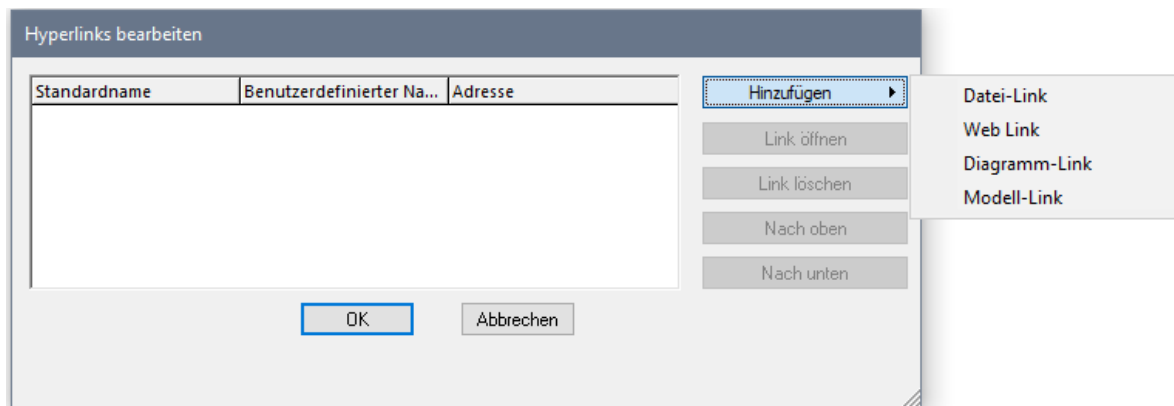 Hyperlinks bearbeiten
Standardname Benutzerdefinierter Na... Adresse
Hinzufügen
Link öffnen
Link löschen
Nach oben
Nach unten
Datei-Link
Web Link
Diagramm-Link
Modell-Link
OK Abbrechen